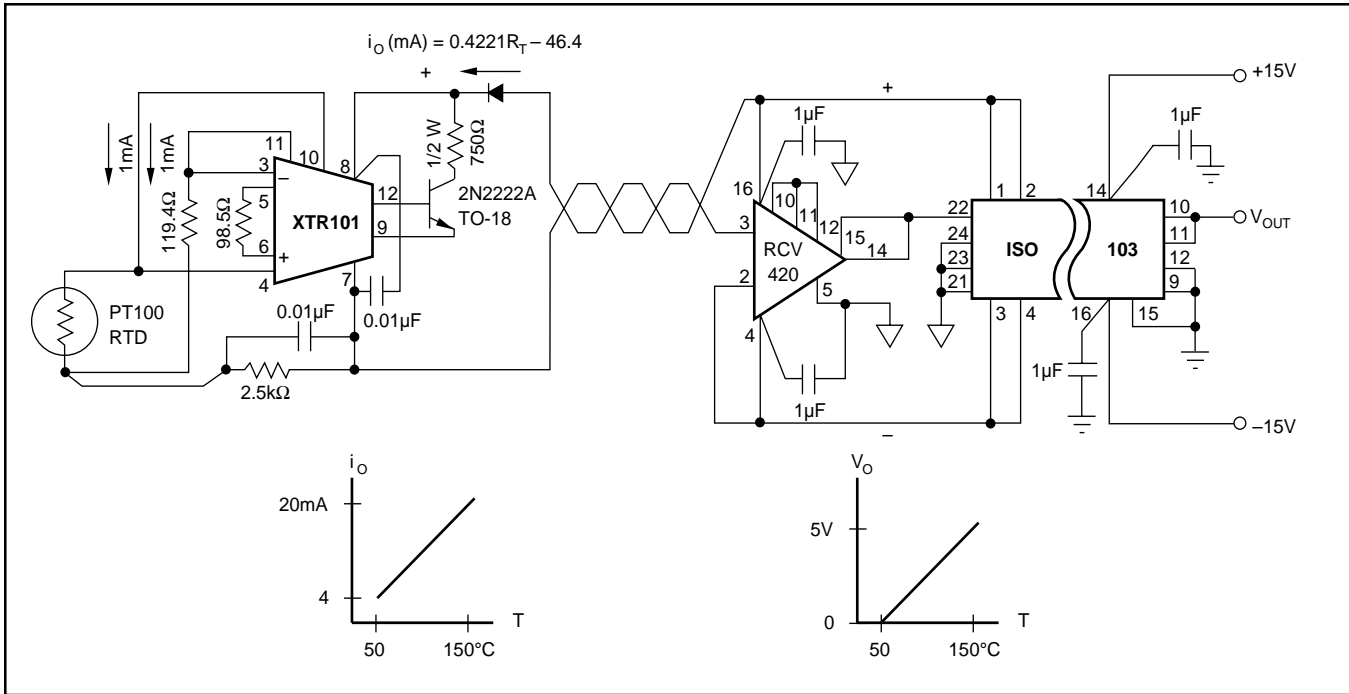 i_O (mA) = 0.4221R_T – 46.4
+
1mA
1mA
11
10
8
1/2 W
750Ω
3
–
5
12
2N2222A
TO-18
119.4Ω
98.5Ω
XTR101
9
6
+
4
7
PT100
RTD
0.01µF
0.01µF
2.5kΩ
+
1µF
16
10
11
12
3
15
RCV
420
14
2
5
4
1µF
–
+15V
1µF
1
2
14
22
24
23
21
ISO
103
10
11
12
9
V_OUT
3
4
16
15
1µF
–15V
i_O
20mA
4
50
150°C
T
V_O
5V
0
50
150°C
T